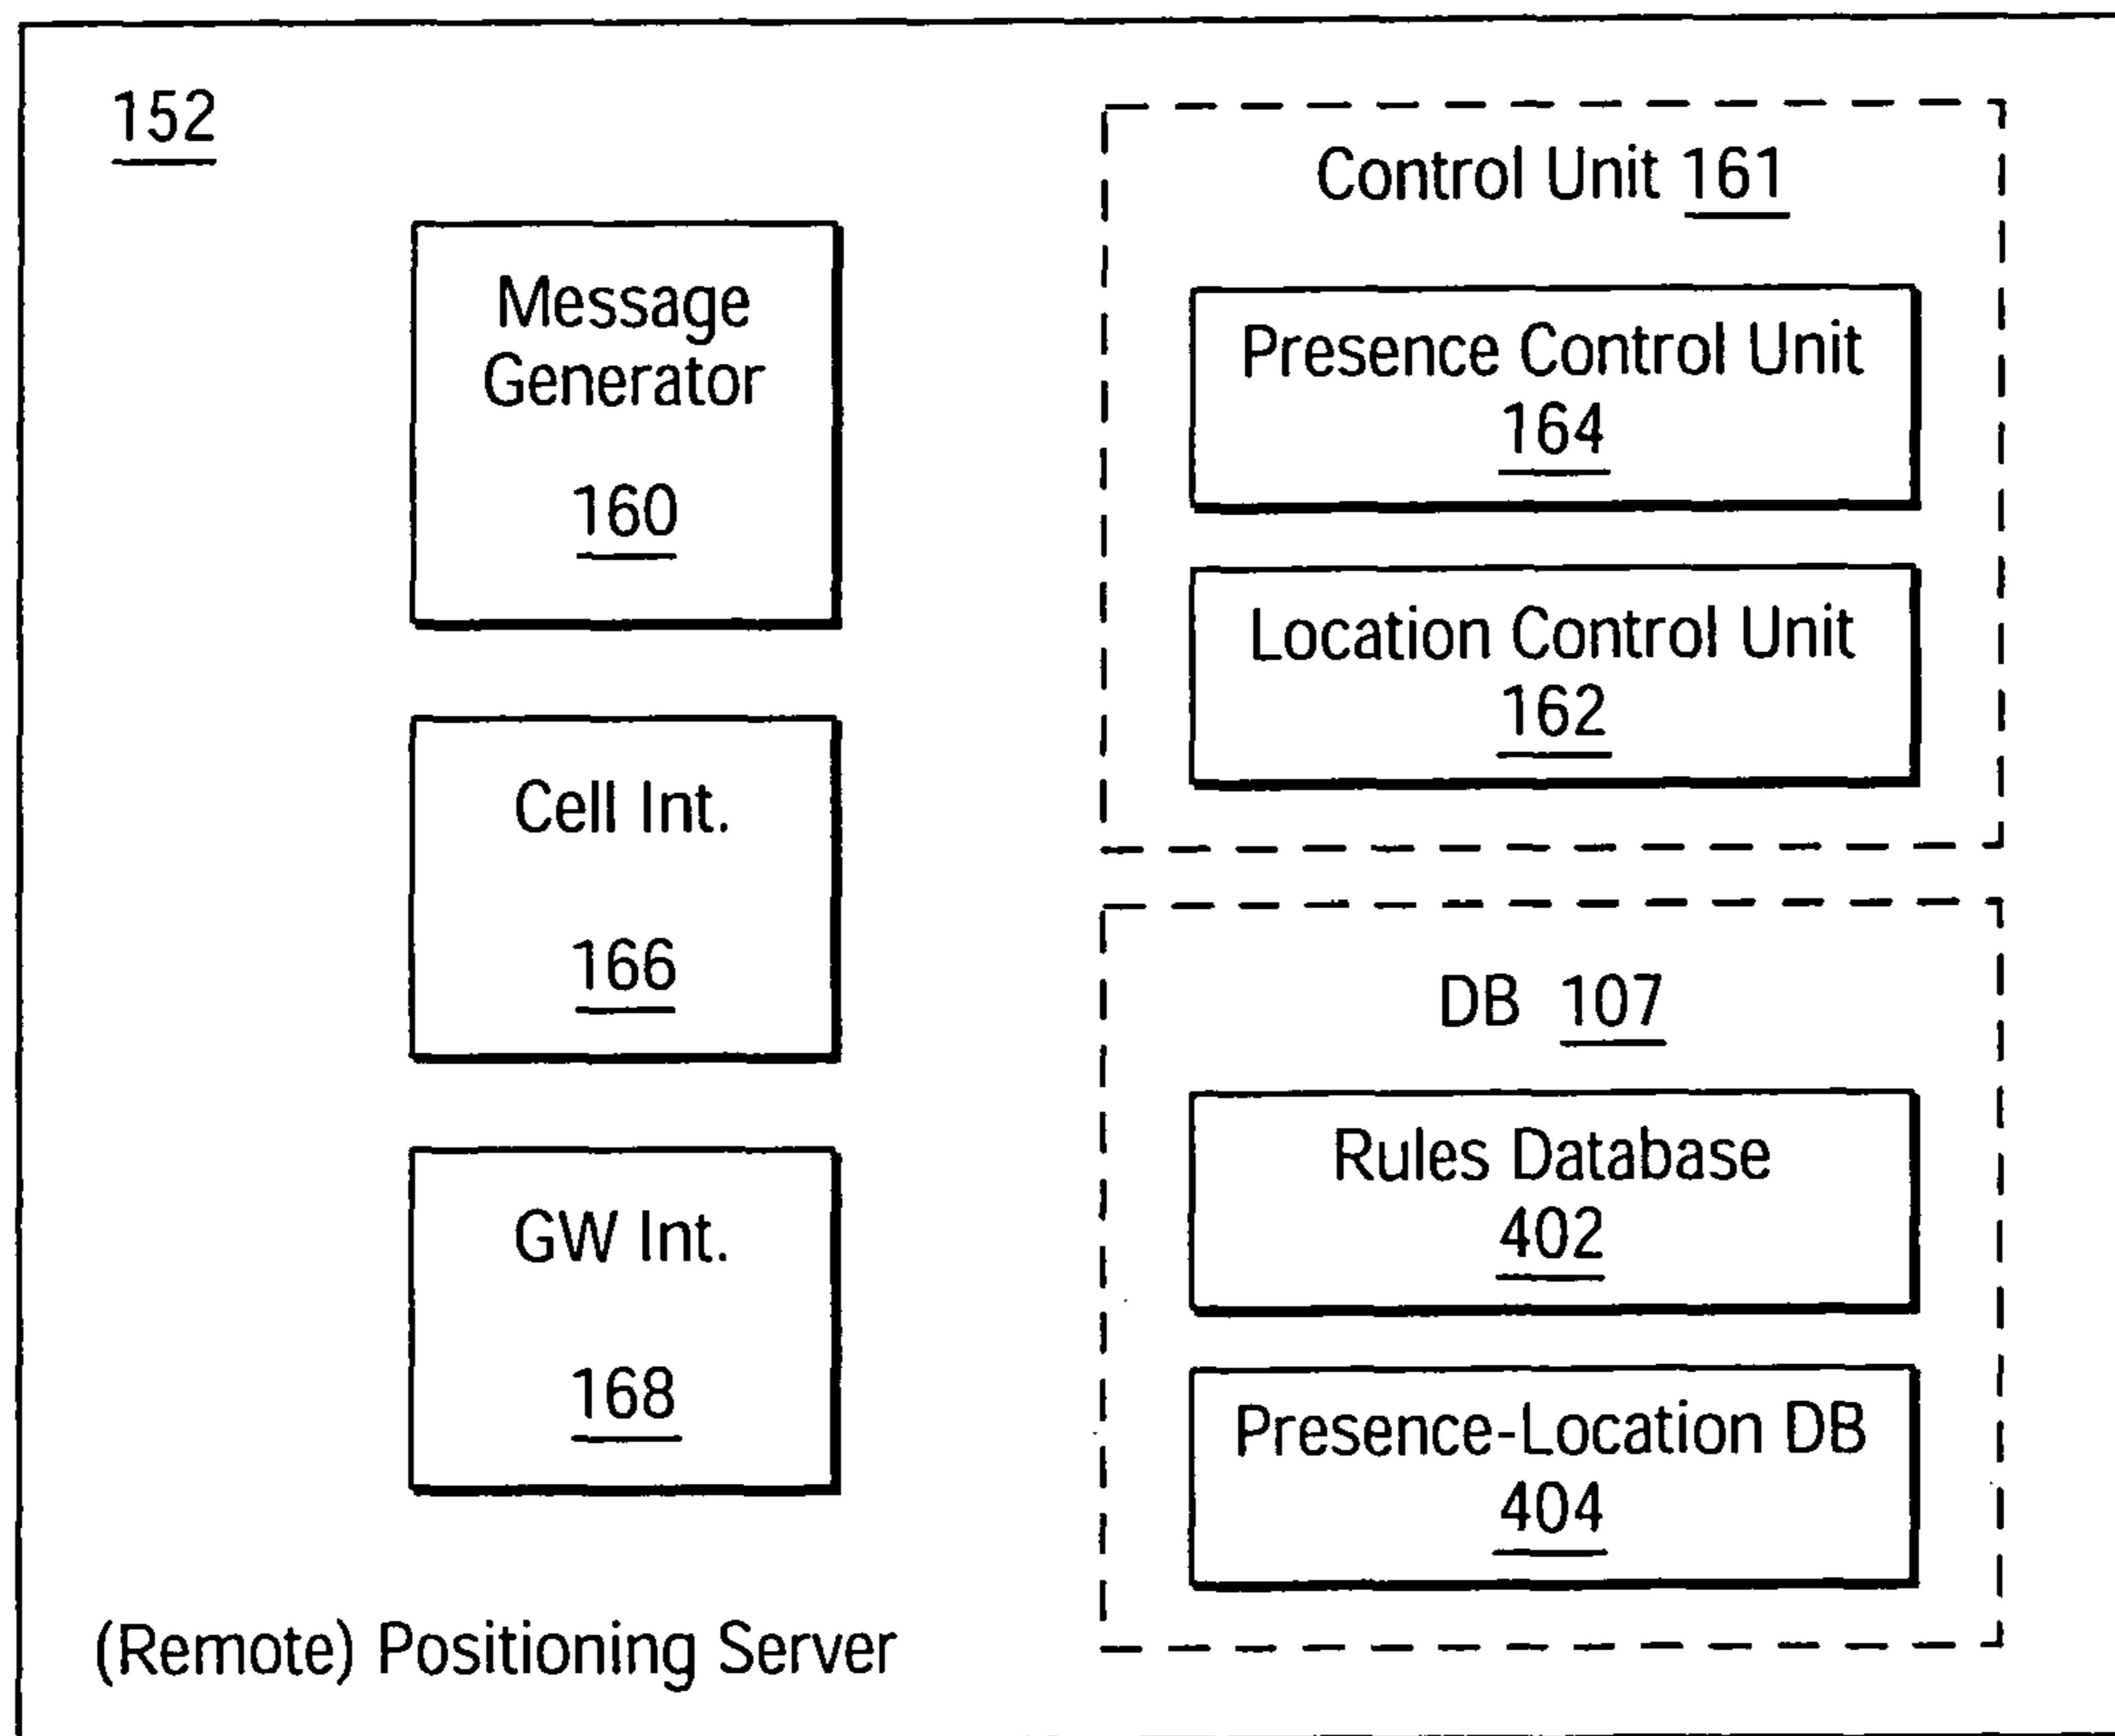 152
Message
Generator
160
Cell Int.
166
GW Int.
168
(Remote) Positioning Server
Control Unit 161
Presence Control Unit
164
Location Control Unit
162
DB 107
Rules Database
402
Presence-Location DB
404